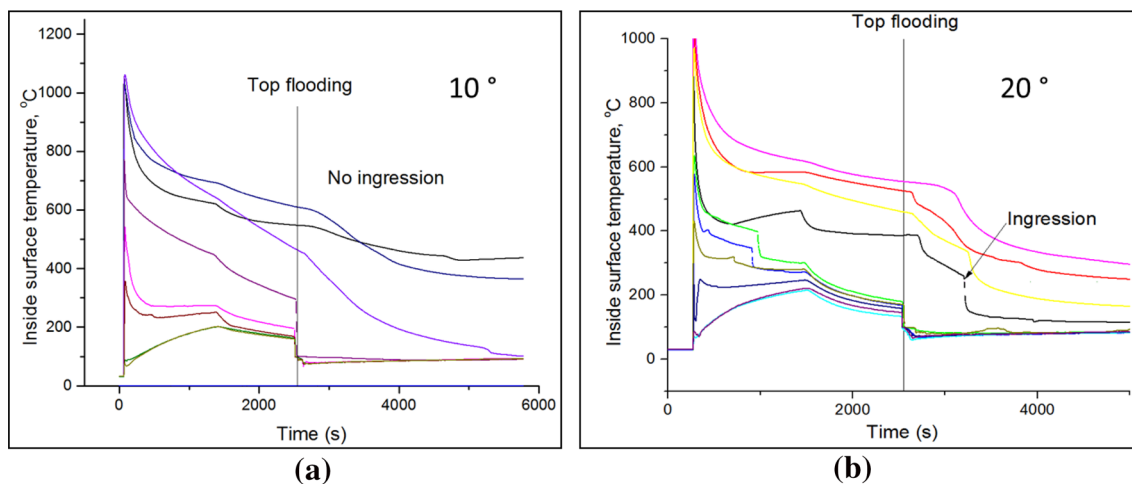 (a)
1200
1000
800
600
400
200
0
Inside surface temperature, °C
Top flooding
10 °
No ingression
0
2000
4000
6000
Time (s)
(a)
Top flooding
1000
800
600
400
200
0
Inside surface temperature, °C
20 °
Ingression
0
2000
4000
Time (s)
b)
(b)